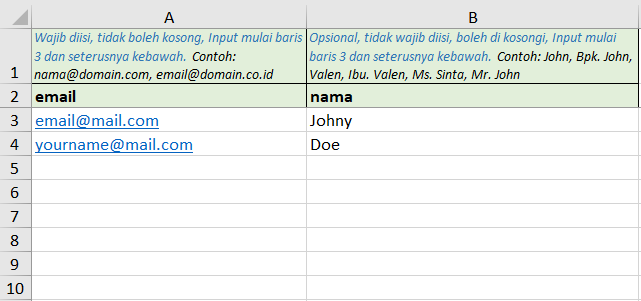 A B
Wajib diisi, tidak boleh kosong, Input mulai baris
3 dan seterusnya kebawah. Contoh:
nama@domain.com, email@domain.co.id
Opsional, tidak wajib diisi, boleh di kosongi, Input mulai
baris 3 dan seterusnya kebawah. Contoh: John, Bpk. John,
Valen, Ibu. Valen, Ms. Sinta, Mr. John
1
2 email nama
3 email@mail.com Johny
4 yourname@mail.com Doe
5
6
7
8
9
10